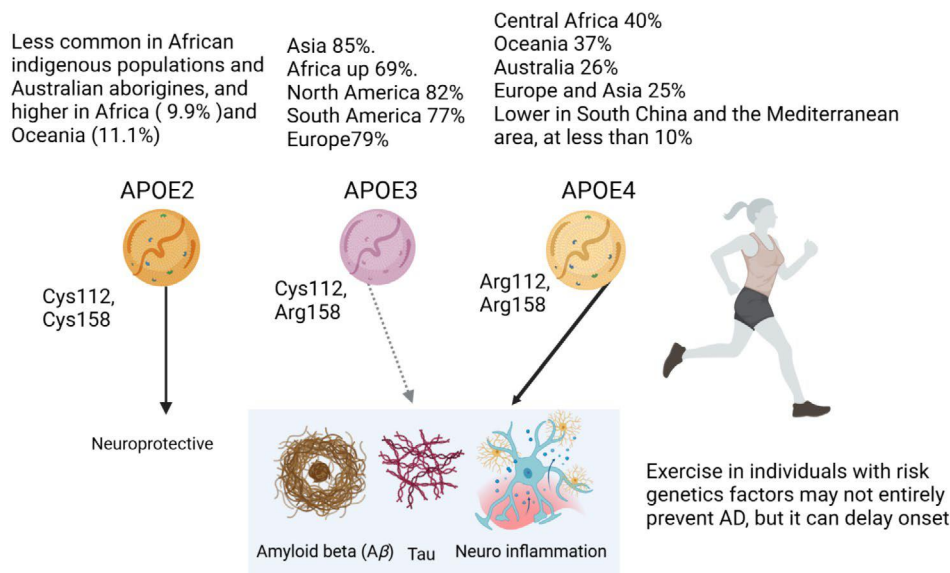 Less common in African
indigenous populations and
Australian aborigines, and
higher in Africa ( 9.9% )and
Oceania (11.1%)
Asia 85%.
Africa up 69%.
North America 82%
South America 77%
Europe79%
Central Africa 40%
Oceania 37%
Australia 26%
Europe and Asia 25%
Lower in South China and the Mediterranean
area, at less than 10%
APOE2
APOE3
APOE4
Cys112,
Cys158
Cys112,
Arg158
Arg112,
Arg158
Neuroprotective
Amyloid beta (Aβ)
Tau
Neuro inflammation
Exercise in individuals with risk
genetics factors may not entirely
prevent AD, but it can delay onset